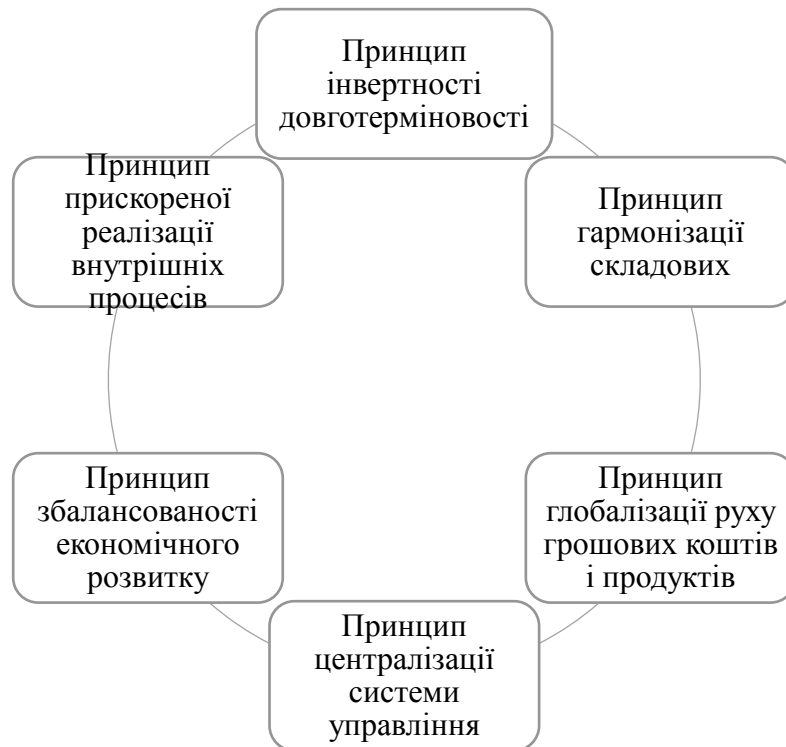 Принцип
інвертності
довготерміновості
Принцип
гармонізації
складових
Принцип
глобалізації руху
грошових коштів
і продуктів
Принцип
централізації
системи
управління
Принцип
збалансованості
економічного
розвитку
Принцип
прискореної
реалізації
внутрішніх
процесів